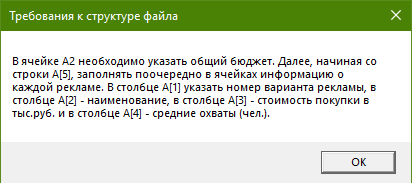 Требования к структуре файла
В ячейке A2 необходимо указать общий бюджет. Далее, начиная со
строки A[5], заполнять поочередно в ячейках информацию о
каждой рекламе. В столбце A[1] указать номер варианта рекламы, в
столбце A[2] - наименование, в столбце A[3] - стоимость покупки в
тыс.руб. и в столбце A[4] - средние охваты (чел.).
ОК